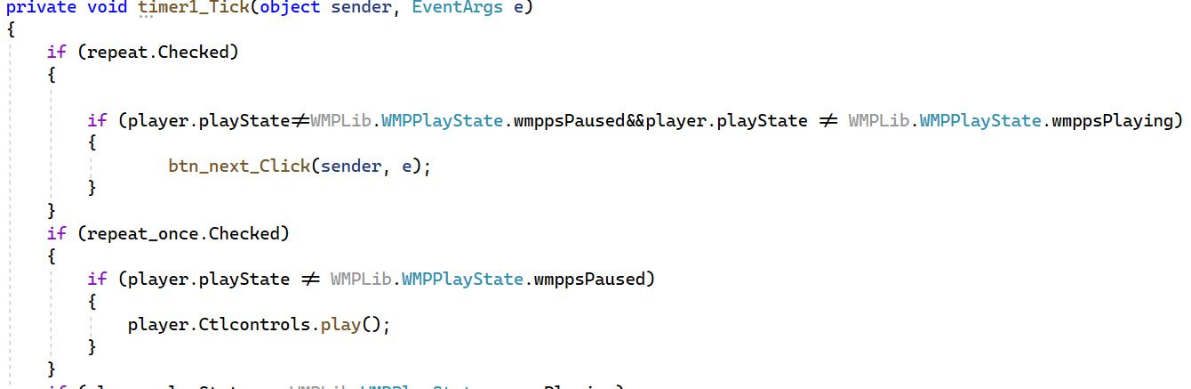 private void timer1_Tick(object sender, EventArgs e)
{
if (repeat.Checked)
{
if (player.playState≠WMPLib.WMPPlayState.wmppsPaused&&player.playState ≠ WMPLib.WMPPlayState.wmppsPlaying)
{
btn_next_Click(sender, e);
}
}
if (repeat_once.Checked)
{
if (player.playState ≠ WMPLib.WMPPlayState.wmppsPaused)
{
player.Ctlcontrols.play();
}
}